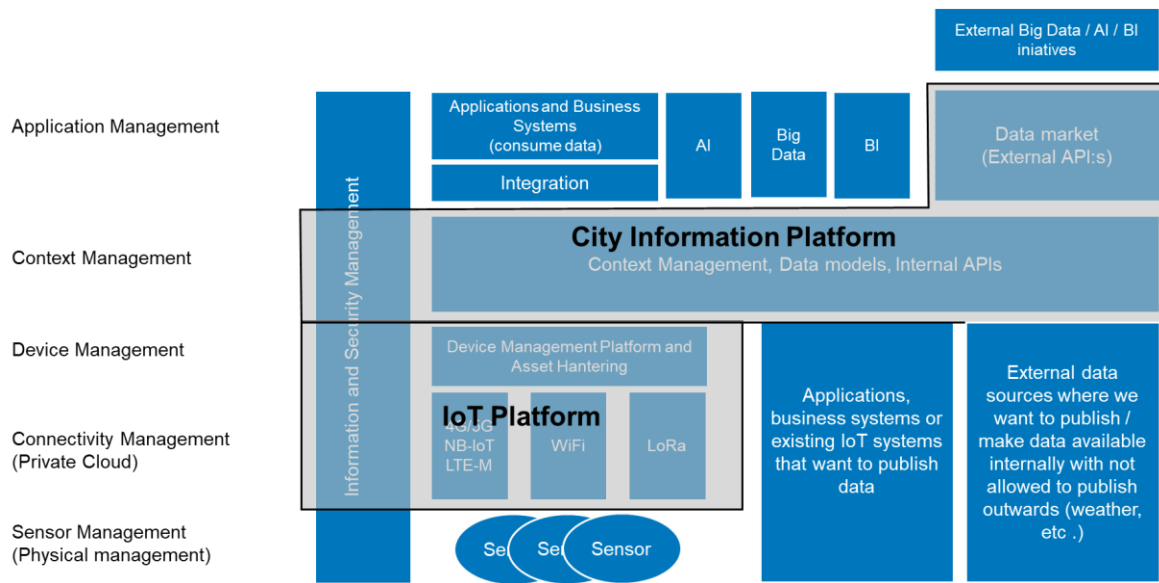 External Big Data / AI / BI
iniatives
Application Management
Applications and Business
Systems
(consume data)
Integration
AI
Big
Data
BI
Data market
(External API:s)
Information and Security Management
Context Management
City Information Platform
Context Management, Data models, Internal APIs
Device Management
Device Management Platform and
Asset Hantering
IoT Platform
Connectivity Management
(Private Cloud)
4G/5G
NB-IoT
LTE-M
WiFi
LoRa
Applications,
business systems or
existing IoT systems
that want to publish
data
External data
sources where we
want to publish /
make data available
internally with not
allowed to publish
outwards (weather,
etc .)
Sensor Management
(Physical management)
Se
Se
Sensor